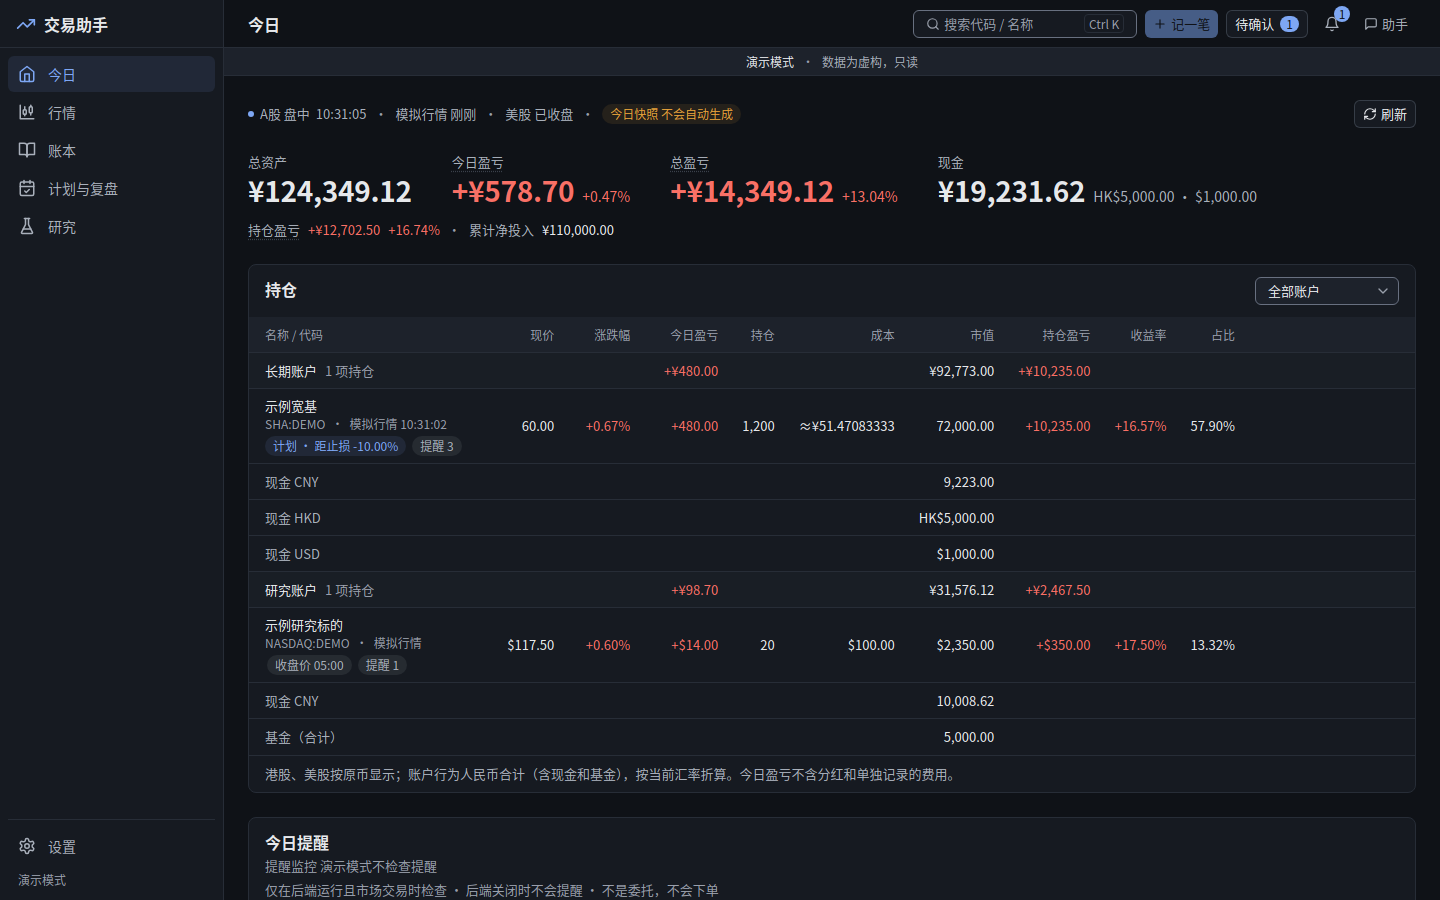 交易助手
今日
行情
账本
计划与复盘
研究
设置
演示模式
今日
搜索代码 / 名称 Ctrl K
记一笔
待确认 1
1
助手
演示模式 • 数据为虚构，只读
A股 盘中 10:31:05 • 模拟行情 刚刚 • 美股 已收盘 • 今日快照 不会自动生成
刷新
总资产 今日盈亏 总盈亏 现金
¥124,349.12 +¥578.70 +0.47% +¥14,349.12 +13.04% ¥19,231.62 HK$5,000.00 • $1,000.00
持仓盈亏 +¥12,702.50 +16.74% • 累计净投入 ¥110,000.00
持仓 全部账户
名称 / 代码 现价 涨跌幅 今日盈亏 持仓 成本 市值 持仓盈亏 收益率 占比
长期账户 1 项持仓 +¥480.00 ¥92,773.00 +¥10,235.00
示例宽基
SHA:DEMO • 模拟行情 10:31:02
60.00 +0.67% +480.00 1,200 ≈¥51.47083333 72,000.00 +10,235.00 +16.57% 57.90%
计划 • 距止损 -10.00% 提醒 3
现金 CNY 9,223.00
现金 HKD HK$5,000.00
现金 USD $1,000.00
研究账户 1 项持仓 +¥98.70 ¥31,576.12 +¥2,467.50
示例研究标的
NASDAQ:DEMO • 模拟行情
$117.50 +0.60% +$14.00 20 $100.00 $2,350.00 +$350.00 +17.50% 13.32%
收盘价 05:00 提醒 1
现金 CNY 10,008.62
基金（合计） 5,000.00
港股、美股按原币显示；账户行为人民币合计（含现金和基金），按当前汇率折算。今日盈亏不含分红和单独记录的费用。
今日提醒
提醒监控 演示模式不检查提醒
仅在后端运行且市场交易时检查 • 后端关闭时不会提醒 • 不是委托，不会下单